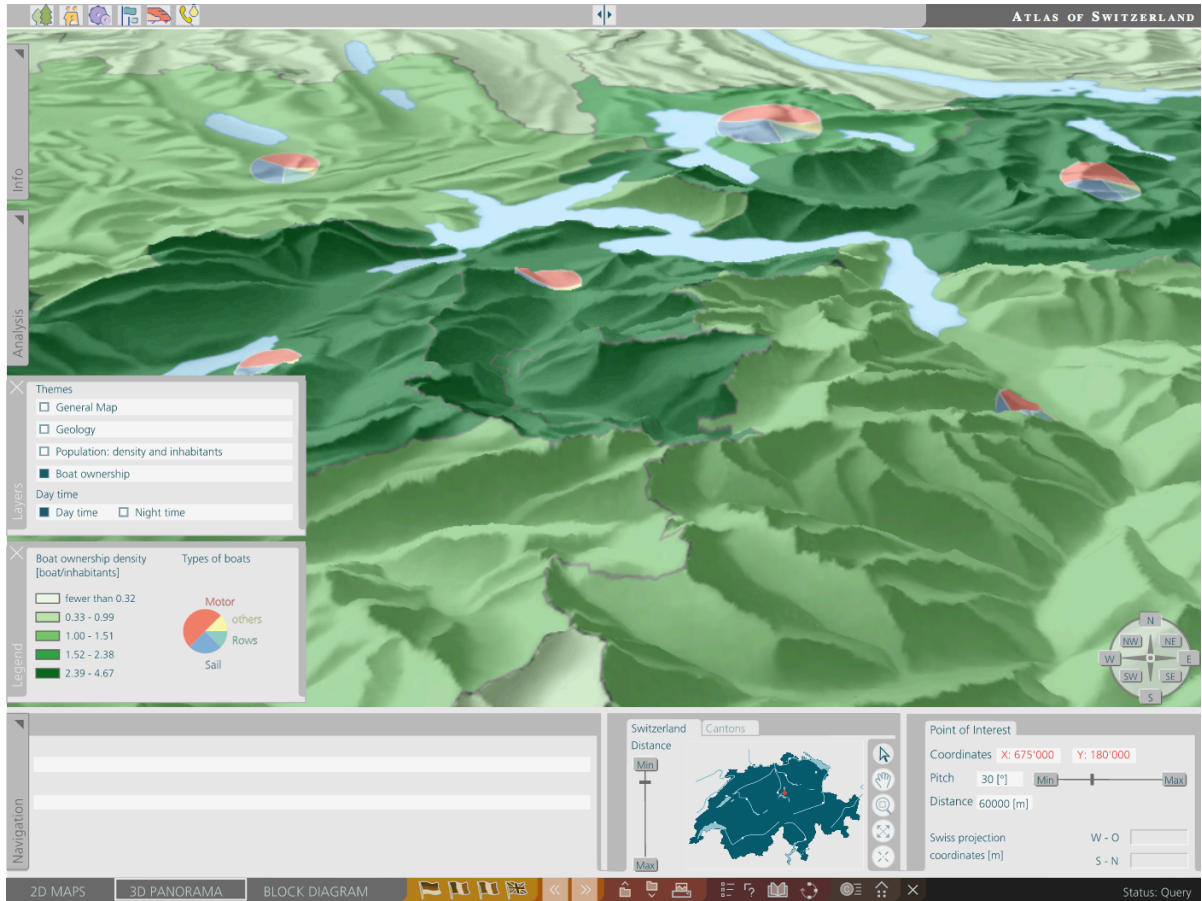 ATLAS OF SWITZERLAND
Info
Analysis
Layers
Themes
General Map
Geology
Population: density and inhabitants
Boat ownership
Day time
Day time Night time
Legend
Boat ownership density
[boat/inhabitants]
fewer than 0.32
0.33 - 0.99
1.00 - 1.51
1.52 - 2.38
2.39 - 4.67
Types of boats
Motor
others
Rows
Sail
N
NW NE
W E
SW SE
S
Navigation
Switzerland Cantons
Distance
Min
Max
Point of Interest
Coordinates X: 675'000 Y: 180'000
Pitch 30 [°] Min Max
Distance 60000 [m]
Swiss projection
coordinates [m]
W - O
S - N
2D MAPS 3D PANORAMA BLOCK DIAGRAM
Status: Query